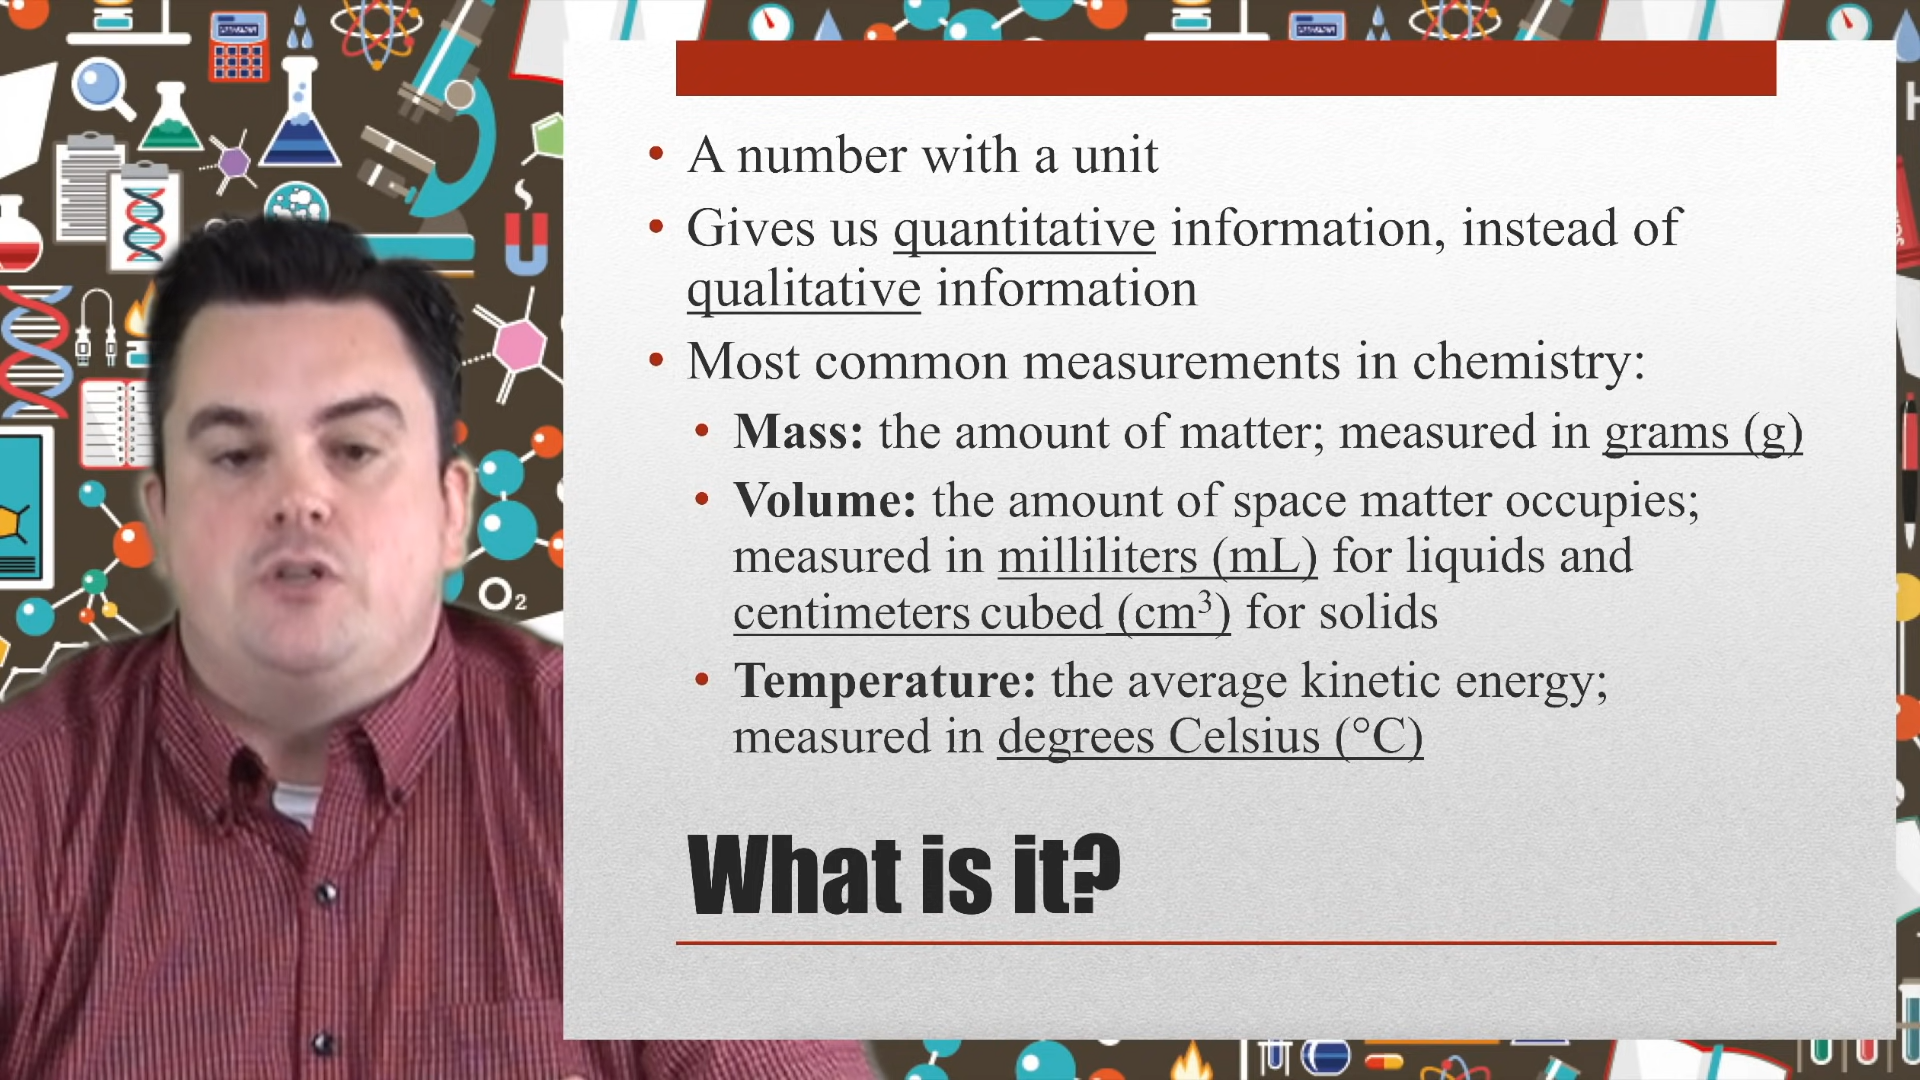 • A number with a unit
• Gives us quantitative information, instead of
qualitative information
• Most common measurements in chemistry:
• Mass: the amount of matter; measured in grams (g)
• Volume: the amount of space matter occupies;
measured in milliliters (mL) for liquids and
centimeters cubed (cm³) for solids
• Temperature: the average kinetic energy;
measured in degrees Celsius (°C)
What is it?
O₂
H